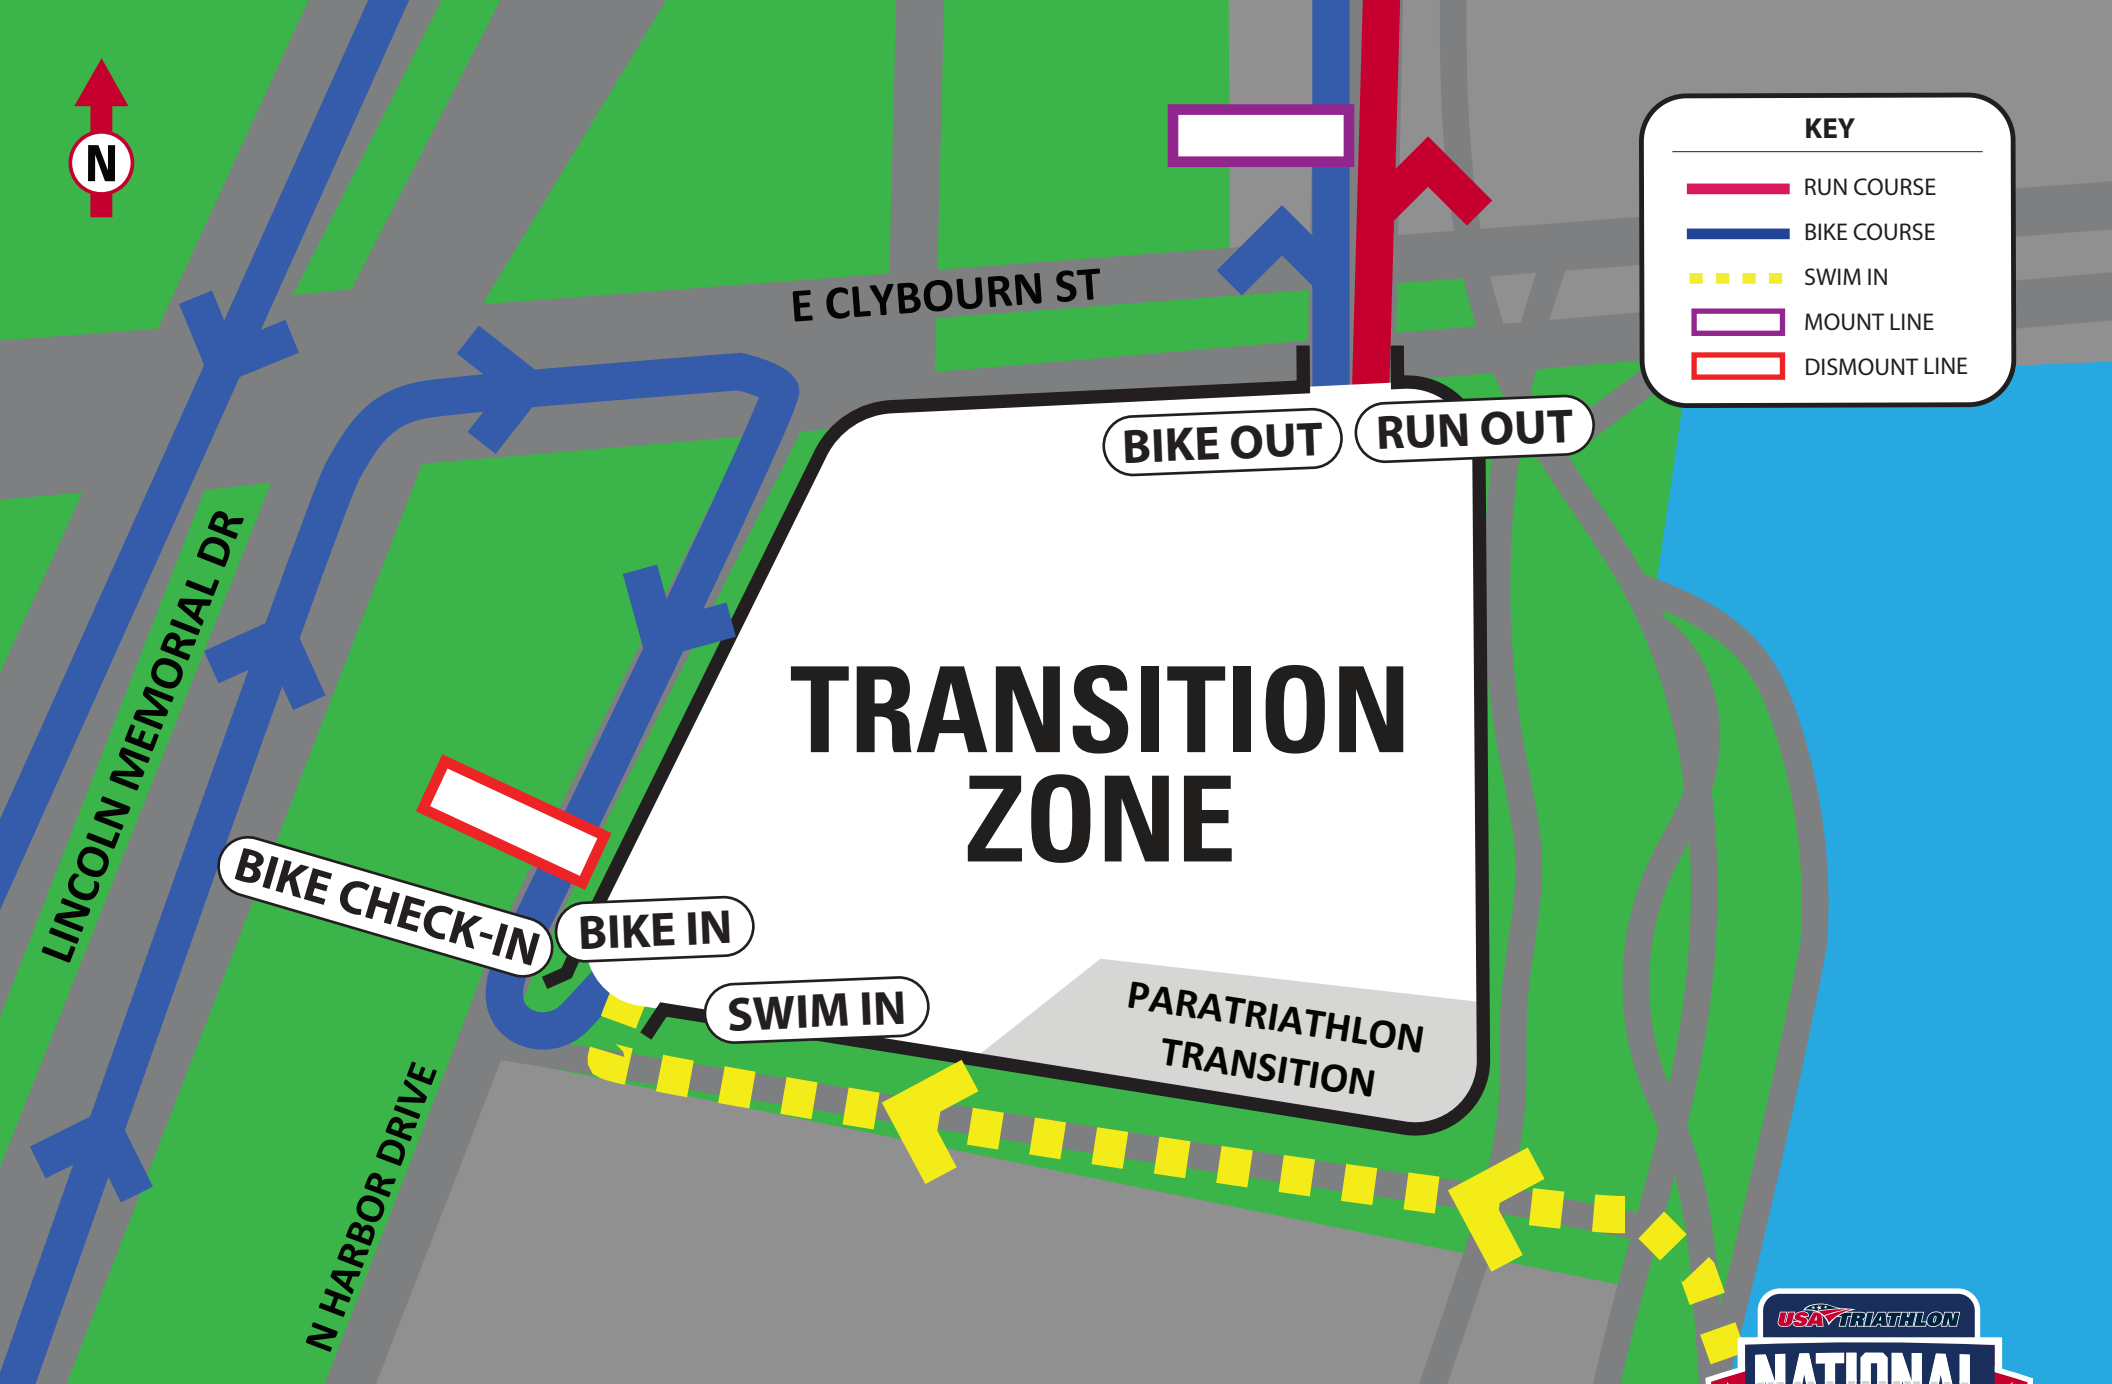 N
KEY
RUN COURSE
BIKE COURSE
SWIM IN
MOUNT LINE
DISMOUNT LINE
E CLYBOURN ST
BIKE OUT
RUN OUT
LINCOLN MEMORIAL DR
TRANSITION
ZONE
BIKE CHECK-IN
BIKE IN
SWIM IN
PARATRIATHLON
TRANSITION
N HARBOR DRIVE
USA TRIATHLON
NATIONAL